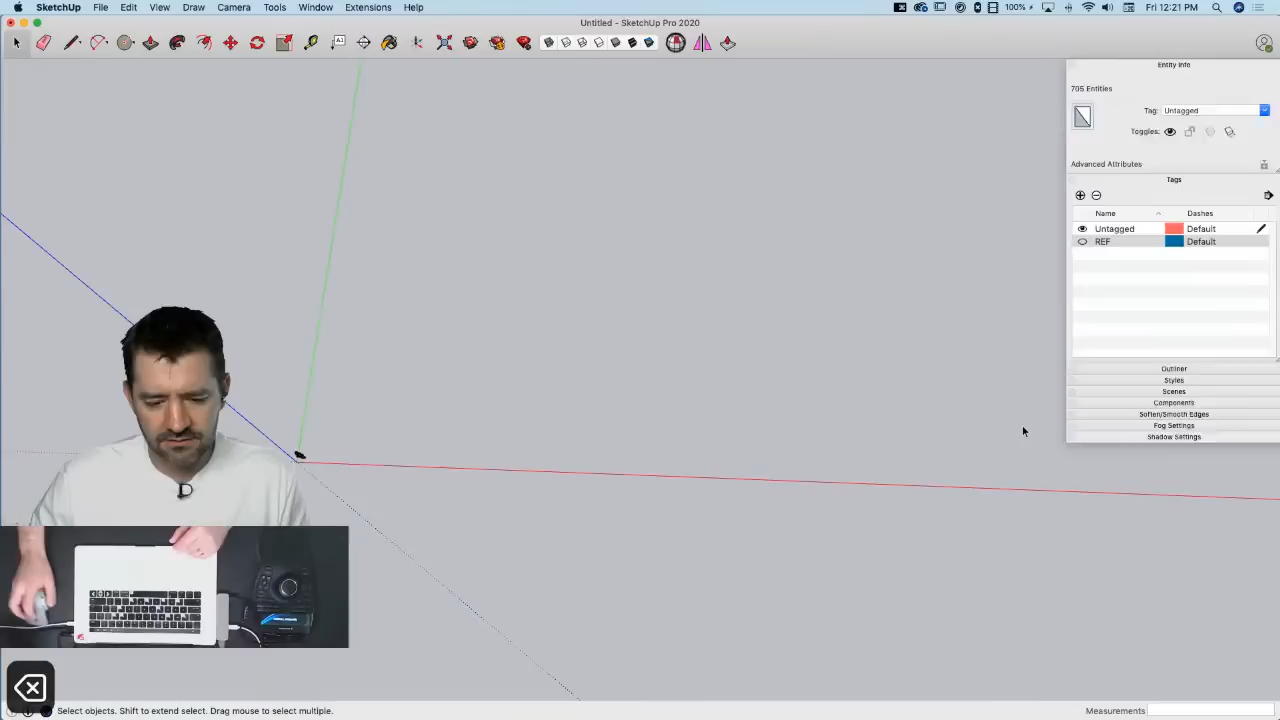 SketchUp File Edit View Draw Camera Tools Window Extensions Help
100% Fri Dec 4 12:21 PM
Untitled - SketchUp Pro 2020
Entity Info
705 Entities
Tag: Untagged
Toggles:
Advanced Attributes
Tags
Name Dashes
Untagged Default
REF Default
Outliner
Styles
Scenes
Components
Soften/Smooth Edges
Fog Settings
Shadow Settings
Select objects. Shift to extend select. Drag mouse to select multiple.
Measurements